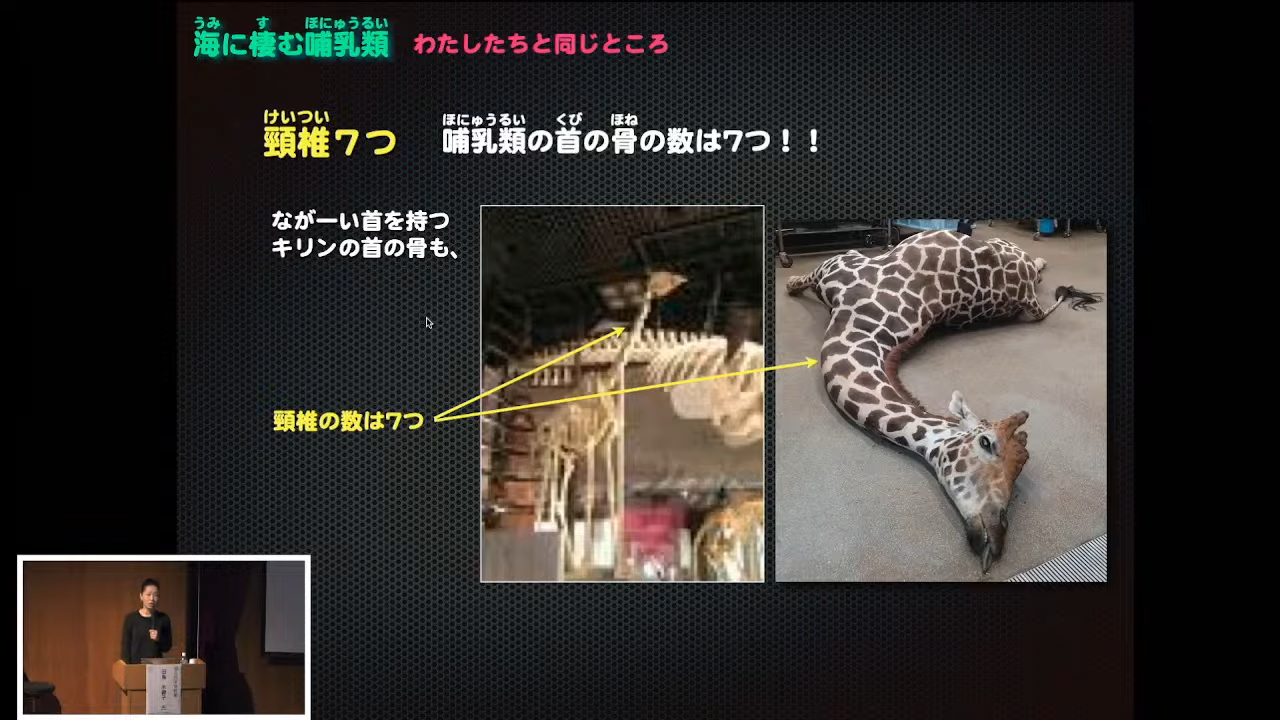 うみ す ほにゅうるい
海に棲む哺乳類 わたしたちと同じところ
けいつい ほにゅうるい くび ほね
頸椎7つ 哺乳類の首の骨の数は7つ！！
ながーい首を持つ
キリンの首の骨も、
頸椎の数は7つ